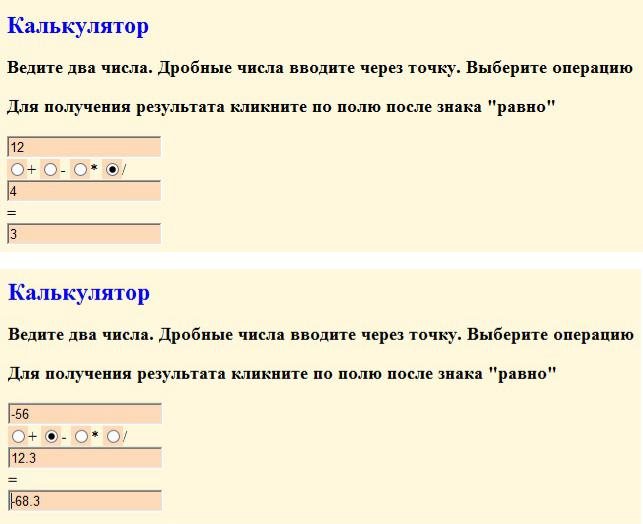 Калькулятор
Ведите два числа. Дробные числа вводите через точку. Выберите операцию
Для получения результата кликните по полю после знака "равно"
12
+ - * /
4
=
3
Калькулятор
Ведите два числа. Дробные числа вводите через точку. Выберите операцию
Для получения результата кликните по полю после знака "равно"
-56
+ - * /
12.3
=
-68.3